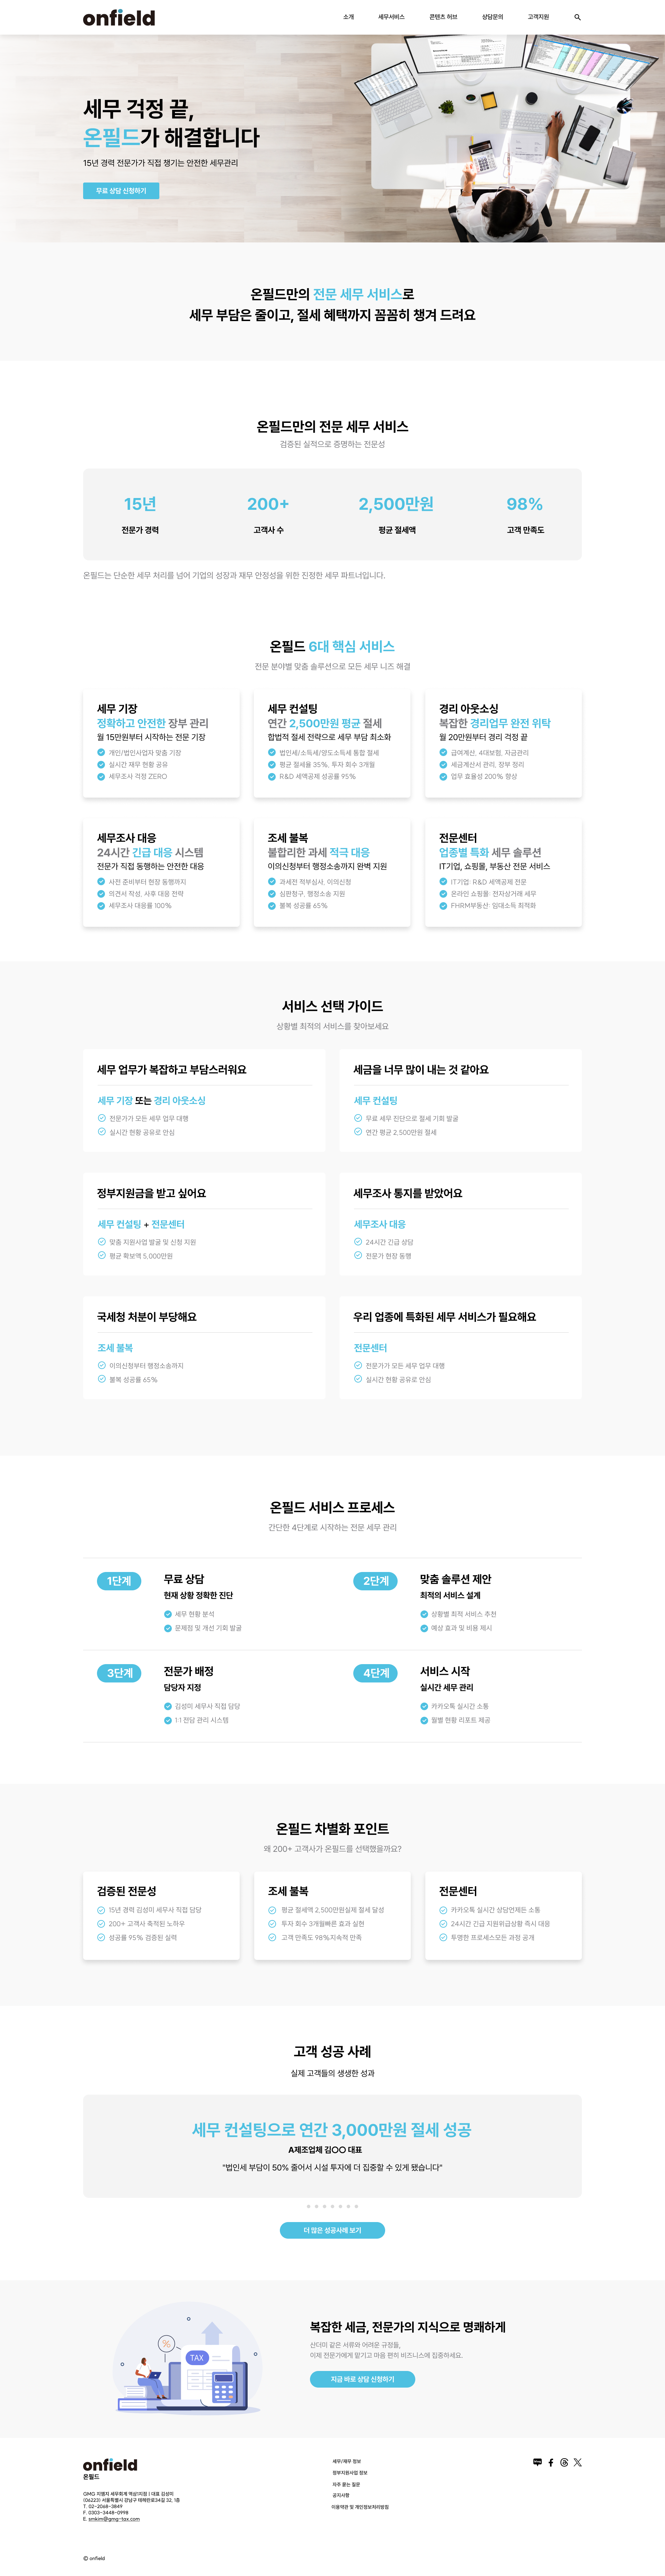 onfield
소개
세무서비스
콘텐츠 허브
상담문의
고객지원
세무 걱정 끝,
온필드가 해결합니다
15년 경력 전문가가 직접 챙기는 안전한 세무관리
무료 상담 신청하기
온필드만의 전문 세무 서비스로
세무 부담은 줄이고, 절세 혜택까지 꼼꼼히 챙겨 드려요
온필드만의 전문 세무 서비스
검증된 실적으로 증명하는 전문성
15년
전문가 경력
200+
고객사 수
2,500만원
평균 절세액
98%
고객 만족도
온필드는 단순한 세무 처리를 넘어 기업의 성장과 재무 안정성을 위한 진정한 세무 파트너입니다.
온필드 6대 핵심 서비스
전문 분야별 맞춤 솔루션으로 모든 세무 니즈 해결
세무 기장
정확하고 안전한 장부 관리
월 15만원부터 시작하는 전문 기장
개인/법인사업자 맞춤 기장
실시간 재무 현황 공유
세무조사 걱정 ZERO
세무 컨설팅
연간 2,500만원 평균 절세
합법적 절세 전략으로 세무 부담 최소화
법인세/소득세/양도소득세 통합 절세
평균 절세율 35%, 투자 회수 3개월
R&D 세액공제 성공률 95%
경리 아웃소싱
복잡한 경리업무 완전 위탁
월 20만원부터 경리 걱정 끝
급여계산, 4대보험, 자금관리
세금계산서 관리, 장부 정리
업무 효율성 200% 향상
세무조사 대응
24시간 긴급 대응 시스템
전문가 직접 동행하는 안전한 대응
사전 준비부터 현장 동행까지
의견서 작성, 사후 대응 전략
세무조사 대응률 100%
조세 불복
불합리한 과세 적극 대응
이의신청부터 행정소송까지 완벽 지원
과세전 적부심사, 이의신청
심판청구, 행정소송 지원
불복 성공률 65%
전문센터
업종별 특화 세무 솔루션
IT기업, 쇼핑몰, 부동산 전문 서비스
IT기업: R&D 세액공제 전문
온라인 쇼핑몰: 전자상거래 세무
FHRM부동산: 임대소득 최적화
서비스 선택 가이드
상황별 최적의 서비스를 찾아보세요
세무 업무가 복잡하고 부담스러워요
세무 기장 또는 경리 아웃소싱
전문가가 모든 세무 업무 대행
실시간 현황 공유로 안심
세금을 너무 많이 내는 것 같아요
세무 컨설팅
무료 세무 진단으로 절세 기회 발굴
연간 평균 2,500만원 절세
정부지원금을 받고 싶어요
세무 컨설팅 + 전문센터
맞춤 지원사업 발굴 및 신청 지원
평균 확보액 5,000만원
세무조사 통지를 받았어요
세무조사 대응
24시간 긴급 상담
전문가 현장 동행
국세청 처분이 부당해요
조세 불복
이의신청부터 행정소송까지
불복 성공률 65%
우리 업종에 특화된 세무 서비스가 필요해요
전문센터
전문가가 모든 세무 업무 대행
실시간 현황 공유로 안심
온필드 서비스 프로세스
간단한 4단계로 시작하는 전문 세무 관리
1단계
무료 상담
현재 상황 정확한 진단
세무 현황 분석
문제점 및 개선 기회 발굴
2단계
맞춤 솔루션 제안
최적의 서비스 설계
상황별 최적 서비스 추천
예상 효과 및 비용 제시
3단계
전문가 배정
담당자 지정
김성미 세무사 직접 담당
1:1 전담 관리 시스템
4단계
서비스 시작
실시간 세무 관리
카카오톡 실시간 소통
월별 현황 리포트 제공
온필드 차별화 포인트
왜 200+ 고객사가 온필드를 선택했을까요?
검증된 전문성
15년 경력 김성미 세무사 직접 담당
200+ 고객사 축적된 노하우
성공률 95% 검증된 실력
조세 불복
평균 절세액 2,500만원실제 절세 달성
투자 회수 3개월빠른 효과 실현
고객 만족도 98%지속적 만족
전문센터
카카오톡 실시간 상담언제든 소통
24시간 긴급 지원위급상황 즉시 대응
투명한 프로세스모든 과정 공개
고객 성공 사례
실제 고객들의 생생한 성과
세무 컨설팅으로 연간 3,000만원 절세 성공
A제조업체 김○○ 대표
"법인세 부담이 50% 줄어서 시설 투자에 더 집중할 수 있게 됐습니다"
더 많은 성공사례 보기
%
TAX
복잡한 세금, 전문가의 지식으로 명쾌하게
산더미 같은 서류와 어려운 규정들,
이제 전문가에게 맡기고 마음 편히 비즈니스에 집중하세요.
지금 바로 상담 신청하기
onfield
온필드
GMG 지엠지 세무회계 역삼1지점 | 대표 김성미
(06223) 서울특별시 강남구 테헤란로34길 32, 1층
T. 02-2068-3849
F. 0303-3448-0998
E. smkim@gmg-tax.com
세무/재무 정보
정부지원사업 정보
자주 묻는 질문
공지사항
이용약관 및 개인정보처리방침
© onfield